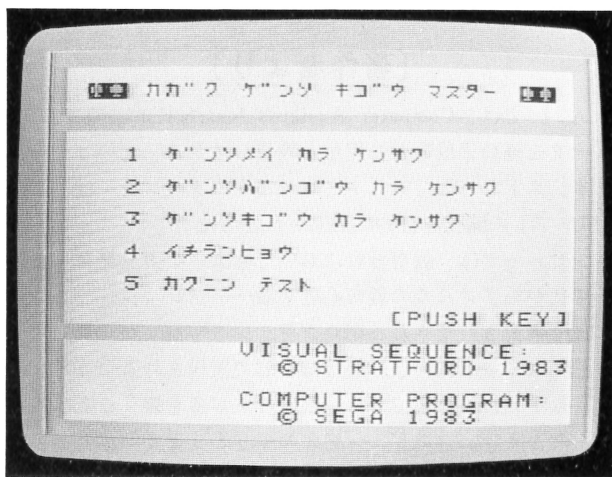 カガク ゲンソ キゴウ マスター
1 ゲンソメイ カラ ケンサク
2 ゲンソバンゴウ カラ ケンサク
3 ゲンソキゴウ カラ ケンサク
4 イチランヒョウ
5 カクニン テスト
[PUSH KEY]
VISUAL SEQUENCE:
© STRATFORD 1983
COMPUTER PROGRAM:
© SEGA 1983